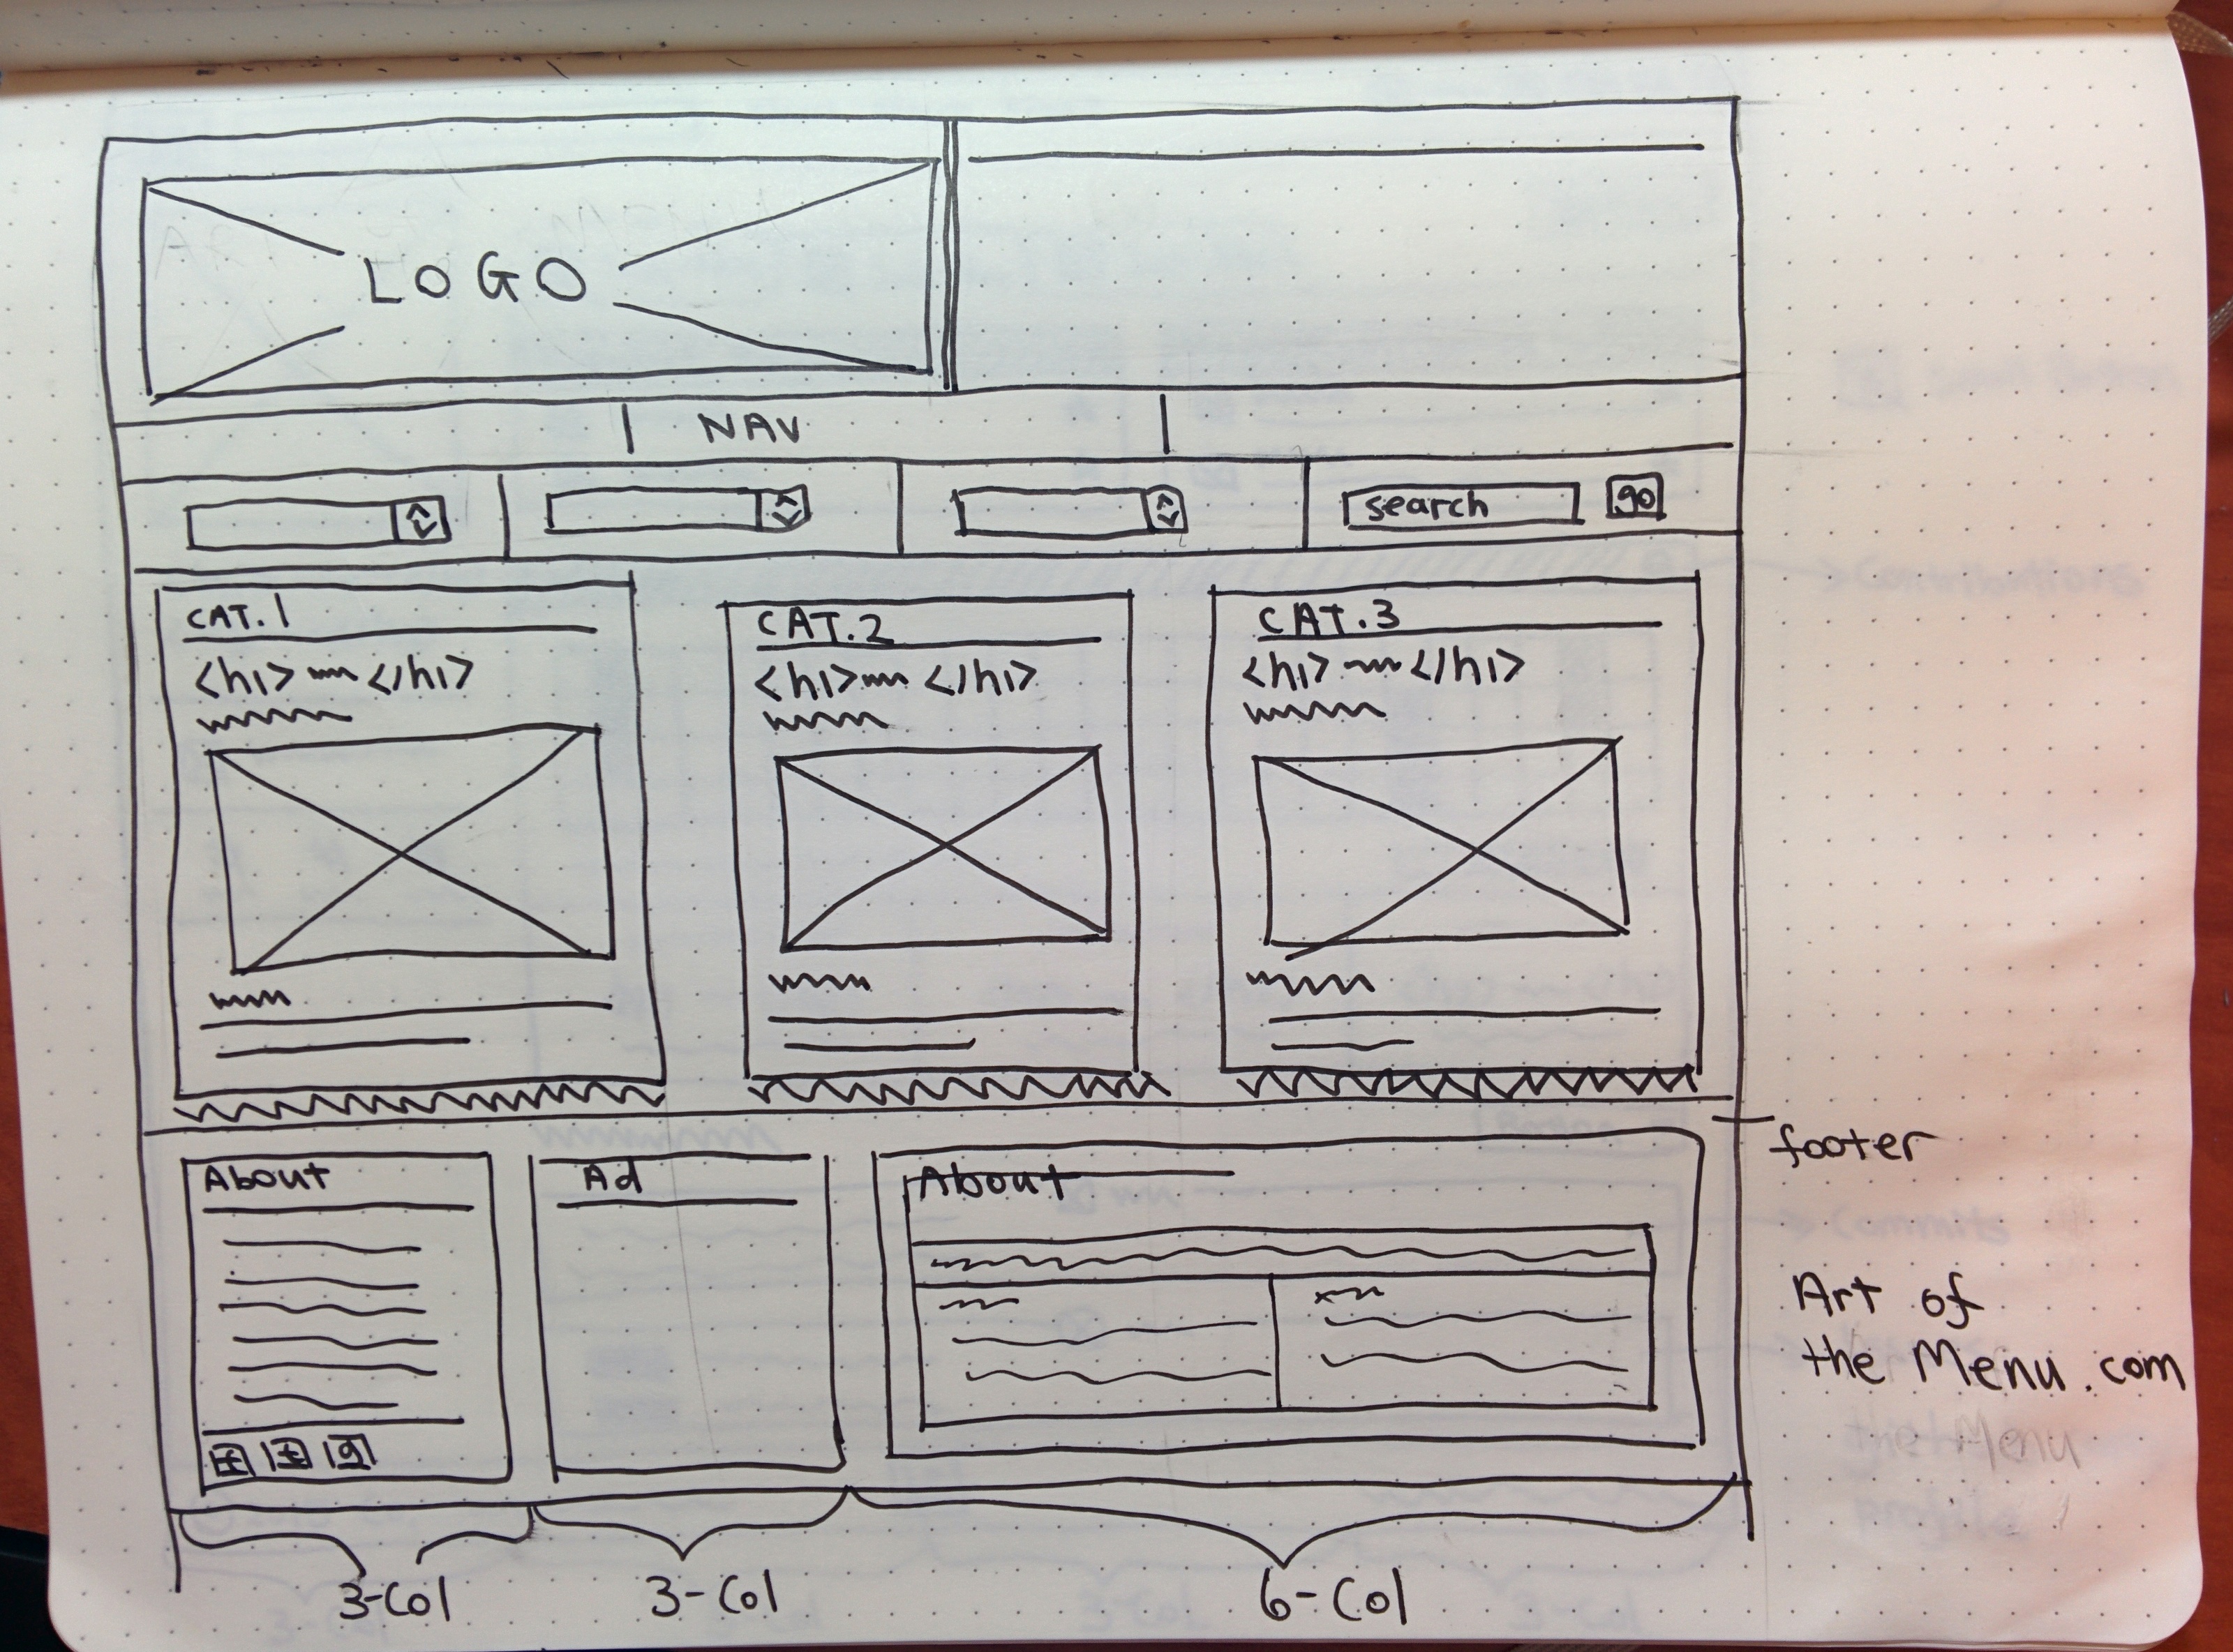 LOGO
NAV
search
go
CAT.1
CAT.2
CAT.3
<h1> </h1>
<h1> </h1>
<h1> </h1>
footer
About
Ad
About
Art of
the Menu.com
3-Col
3-Col
6-Col